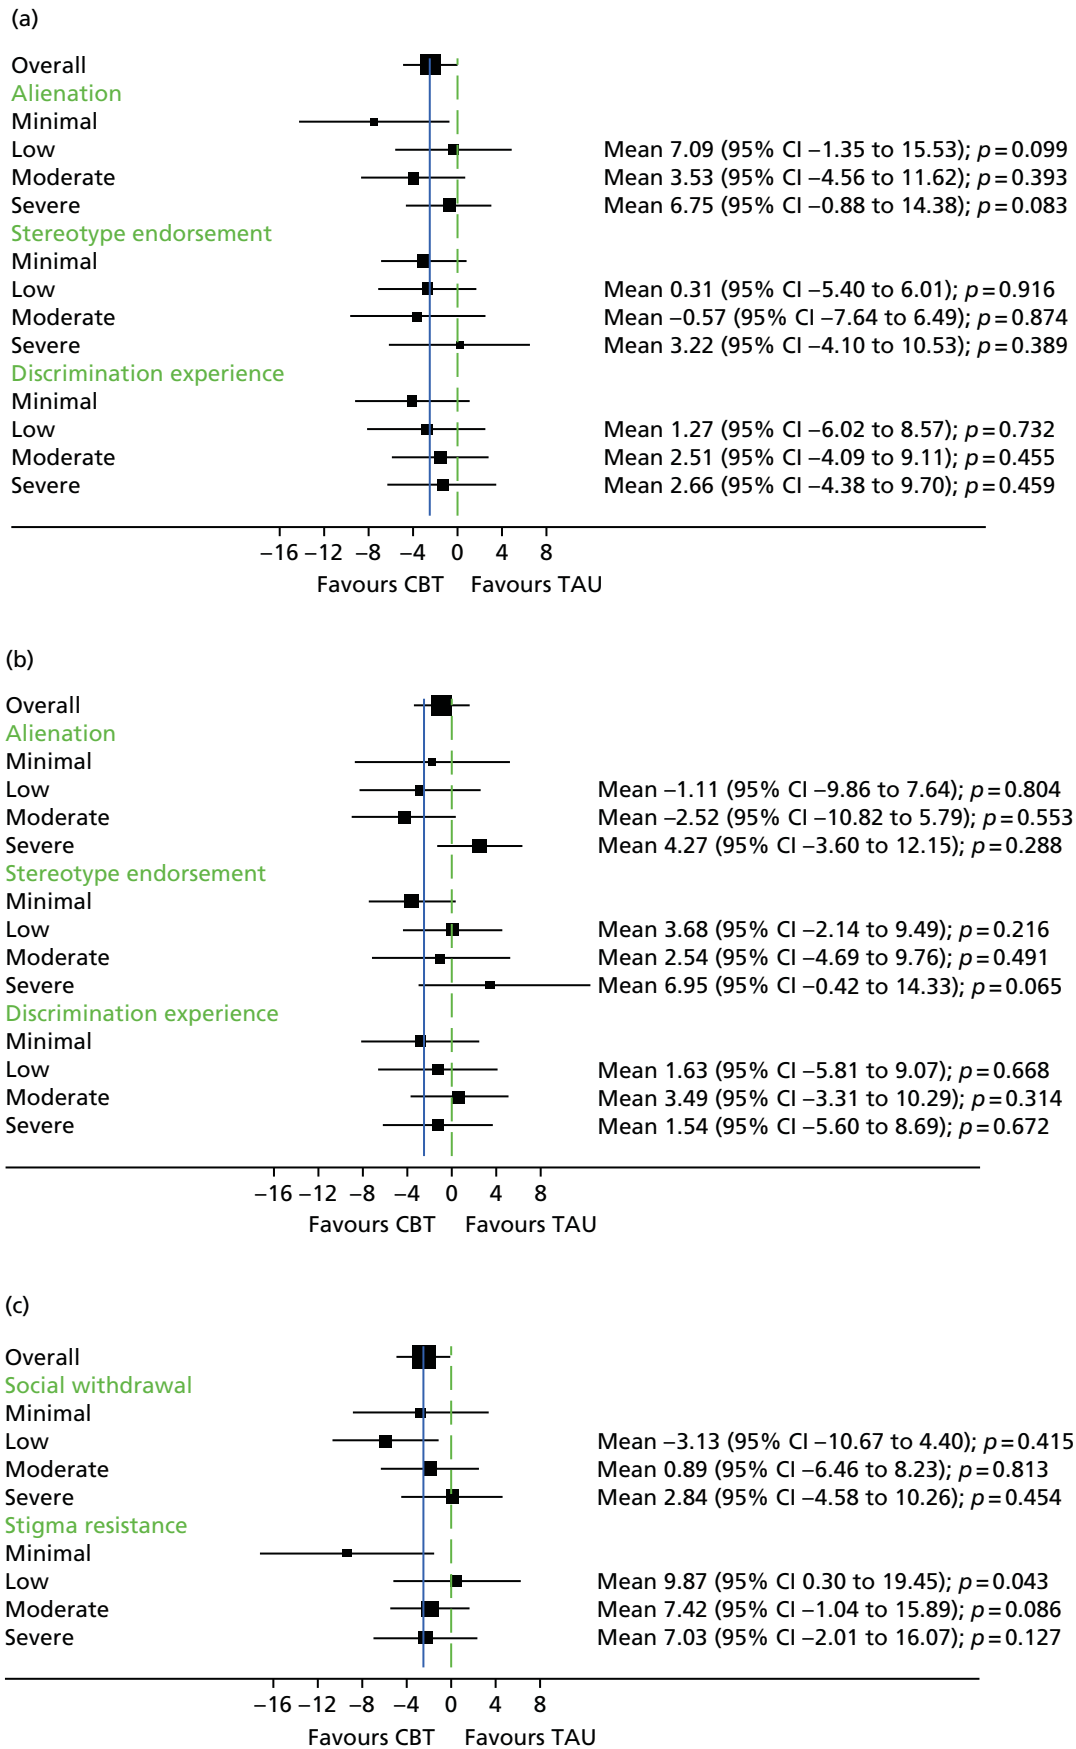 (a)
Overall
Alienation
Minimal
Low Mean 7.09 (95% CI –1.35 to 15.53); p=0.099
Moderate Mean 3.53 (95% CI –4.56 to 11.62); p=0.393
Severe Mean 6.75 (95% CI –0.88 to 14.38); p=0.083
Stereotype endorsement
Minimal
Low Mean 0.31 (95% CI –5.40 to 6.01); p=0.916
Moderate Mean –0.57 (95% CI –7.64 to 6.49); p=0.874
Severe Mean 3.22 (95% CI –4.10 to 10.53); p=0.389
Discrimination experience
Minimal
Low Mean 1.27 (95% CI –6.02 to 8.57); p=0.732
Moderate Mean 2.51 (95% CI –4.09 to 9.11); p=0.455
Severe Mean 2.66 (95% CI –4.38 to 9.70); p=0.459
–16 –12 –8 –4 0 4 8
Favours CBT Favours TAU
(b)
Overall
Alienation
Minimal
Low Mean –1.11 (95% CI –9.86 to 7.64); p=0.804
Moderate Mean –2.52 (95% CI –10.82 to 5.79); p=0.553
Severe Mean 4.27 (95% CI –3.60 to 12.15); p=0.288
Stereotype endorsement
Minimal
Low Mean 3.68 (95% CI –2.14 to 9.49); p=0.216
Moderate Mean 2.54 (95% CI –4.69 to 9.76); p=0.491
Severe Mean 6.95 (95% CI –0.42 to 14.33); p=0.065
Discrimination experience
Minimal
Low Mean 1.63 (95% CI –5.81 to 9.07); p=0.668
Moderate Mean 3.49 (95% CI –3.31 to 10.29); p=0.314
Severe Mean 1.54 (95% CI –5.60 to 8.69); p=0.672
–16 –12 –8 –4 0 4 8
Favours CBT Favours TAU
(c)
Overall
Social withdrawal
Minimal
Low Mean –3.13 (95% CI –10.67 to 4.40); p=0.415
Moderate Mean 0.89 (95% CI –6.46 to 8.23); p=0.813
Severe Mean 2.84 (95% CI –4.58 to 10.26); p=0.454
Stigma resistance
Minimal
Low Mean 9.87 (95% CI 0.30 to 19.45); p=0.043
Moderate Mean 7.42 (95% CI –1.04 to 15.89); p=0.086
Severe Mean 7.03 (95% CI –2.01 to 16.07); p=0.127
–16 –12 –8 –4 0 4 8
Favours CBT Favours TAU